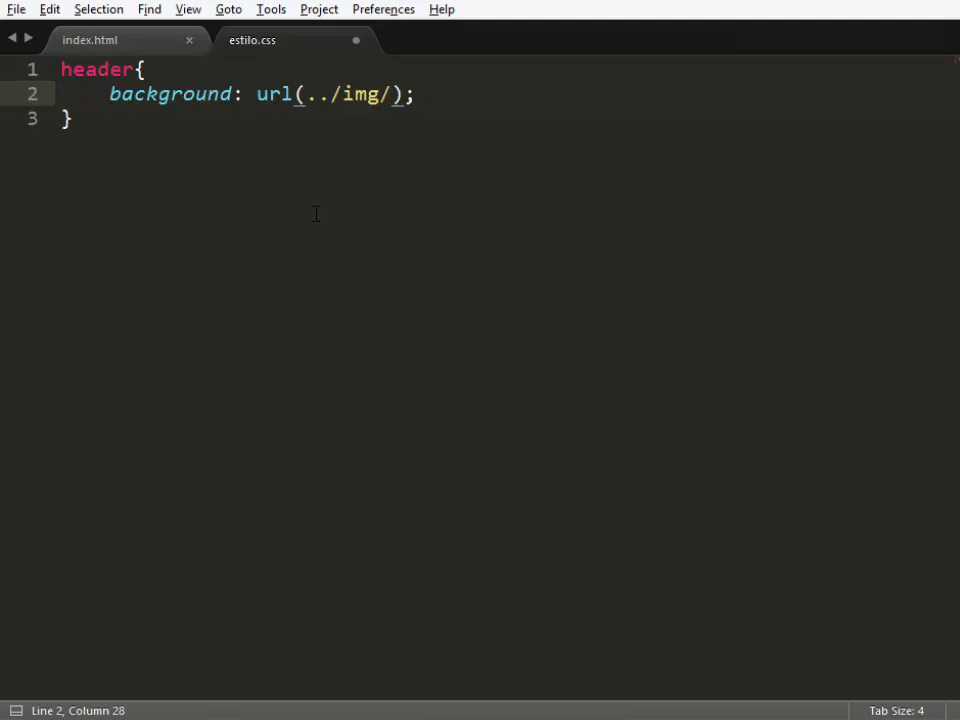 File Edit Selection Find View Goto Tools Project Preferences Help
index.html × estilo.css
1 header{
2 background: url(../img/);
3 }
Line 2, Column 28 Tab Size: 4